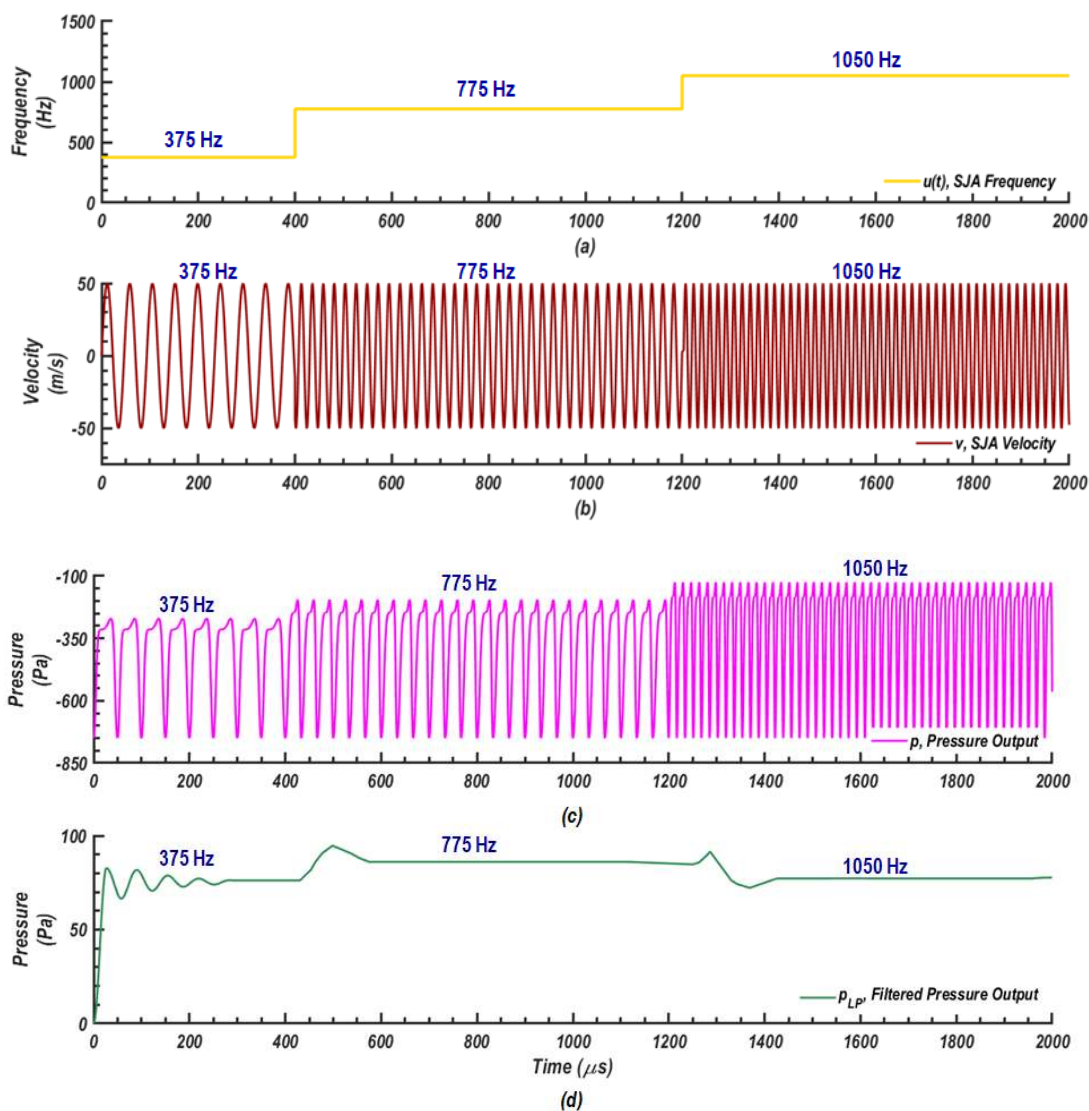 1500
1000
500
0
Frequency
(Hz)
375 Hz
775 Hz
1050 Hz
u(t), SJA Frequency
0 200 400 600 800 1000 1200 1400 1600 1800 2000
(a)
50
0
-50
Velocity
(m/s)
375 Hz
775 Hz
1050 Hz
v, SJA Velocity
0 200 400 600 800 1000 1200 1400 1600 1800 2000
(b)
-100
-350
-600
-850
Pressure
(Pa)
375 Hz
775 Hz
1050 Hz
p, Pressure Output
0 200 400 600 800 1000 1200 1400 1600 1800 2000
(c)
100
50
0
Pressure
(Pa)
375 Hz
775 Hz
1050 Hz
p_LP, Filtered Pressure Output
0 200 400 600 800 1000 1200 1400 1600 1800 2000
Time (μs)
(d)